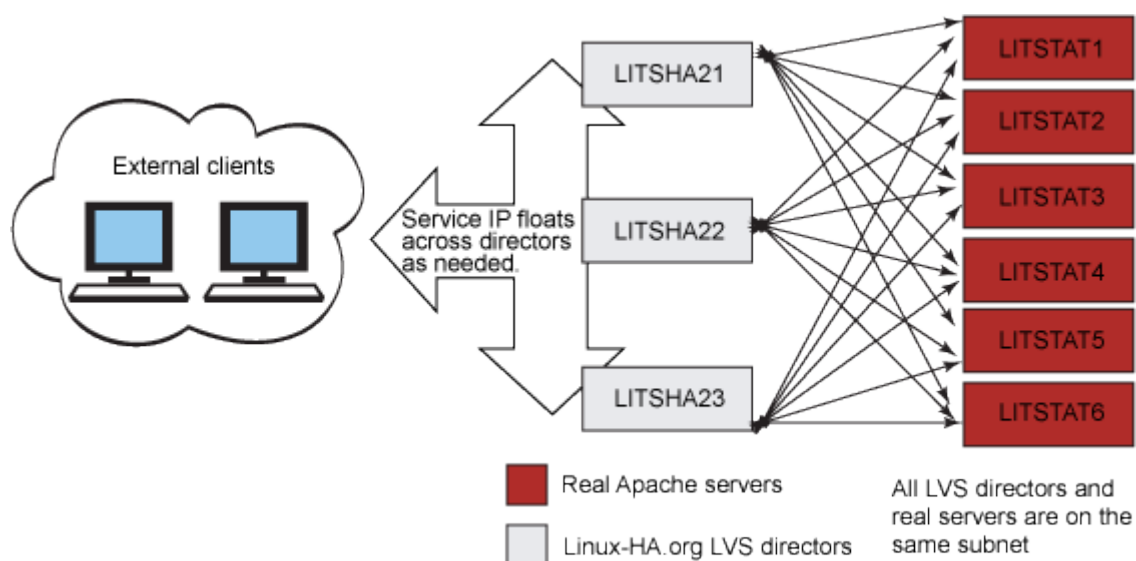 External clients
Service IP floats
across directors
as needed.
LITSHA21
LITSHA22
LITSHA23
LITSTAT1
LITSTAT2
LITSTAT3
LITSTAT4
LITSTAT5
LITSTAT6
Real Apache servers
Linux-HA.org LVS directors
All LVS directors and
real servers are on the
same subnet